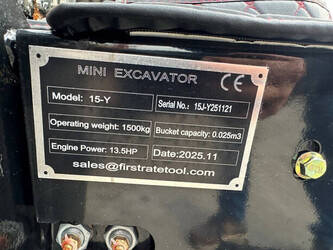 MINI EXCAVATOR CE
Model: 15-Y Serial No.: 15J-Y251121
Operating weight: 1500kg Bucket capacity: 0.025m3
Engine Power: 13.5HP Date:2025.11
sales@firstratetool.com